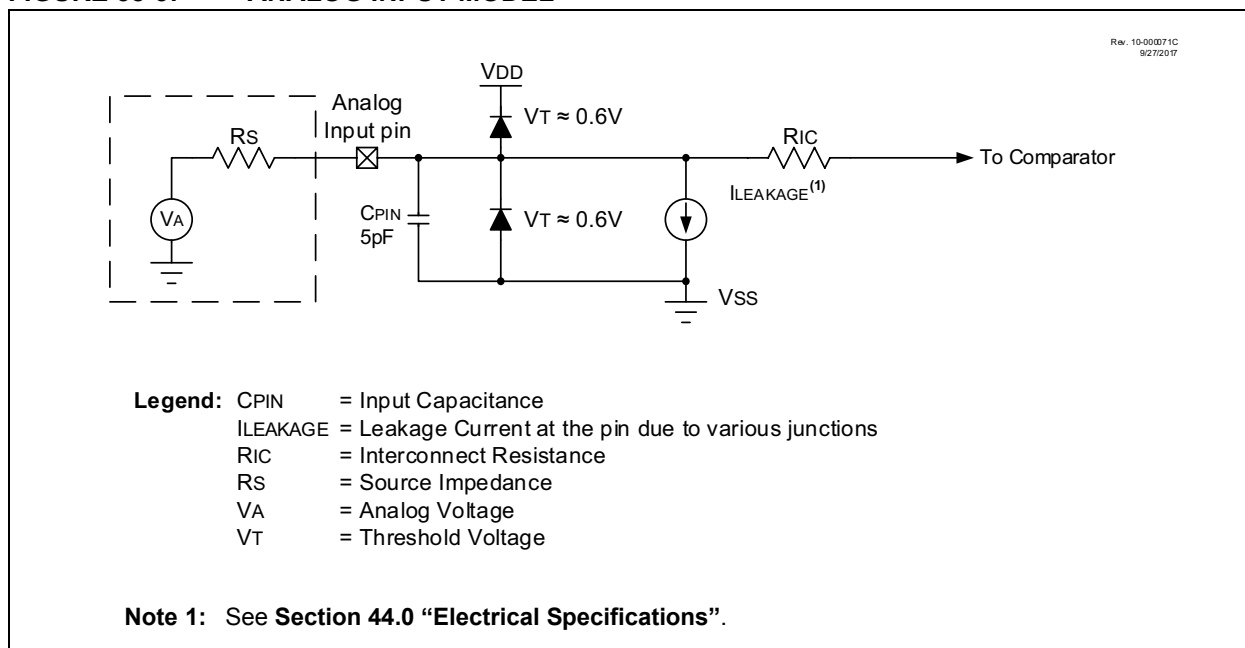 Rev. 10-000071C
9/27/2017
VDD
Analog
Input pin
VT ≈ 0.6V
RS
RIC
To Comparator
ILEAKAGE(1)
VA
CPIN
5pF
VT ≈ 0.6V
VSS
Legend: CPIN = Input Capacitance
ILEAKAGE = Leakage Current at the pin due to various junctions
RIC = Interconnect Resistance
RS = Source Impedance
VA = Analog Voltage
VT = Threshold Voltage
Note 1: See Section 44.0 “Electrical Specifications”.